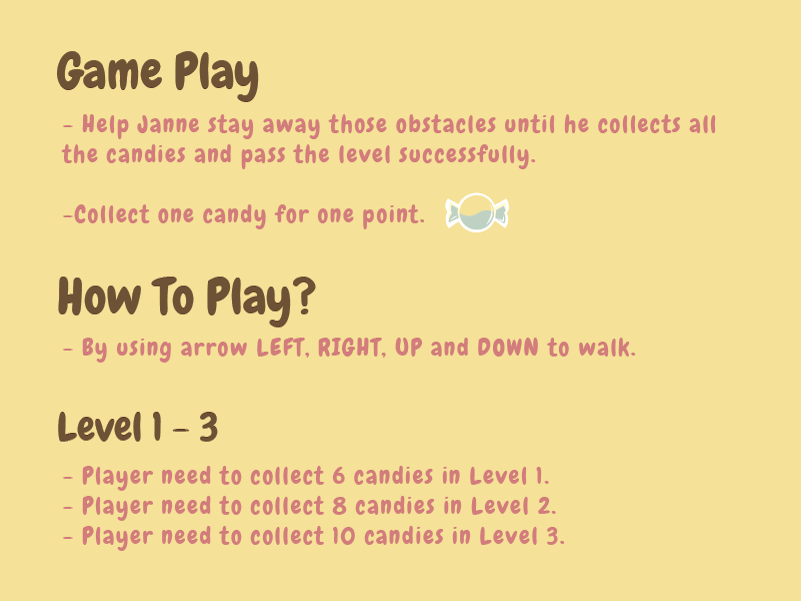 Game Play
- Help Janne stay away those obstacles until he collects all
the candies and pass the level successfully.
-Collect one candy for one point.
How To Play?
- By using arrow LEFT, RIGHT, UP and DOWN to walk.
Level 1 - 3
- Player need to collect 6 candies in Level 1.
- Player need to collect 8 candies in Level 2.
- Player need to collect 10 candies in Level 3.